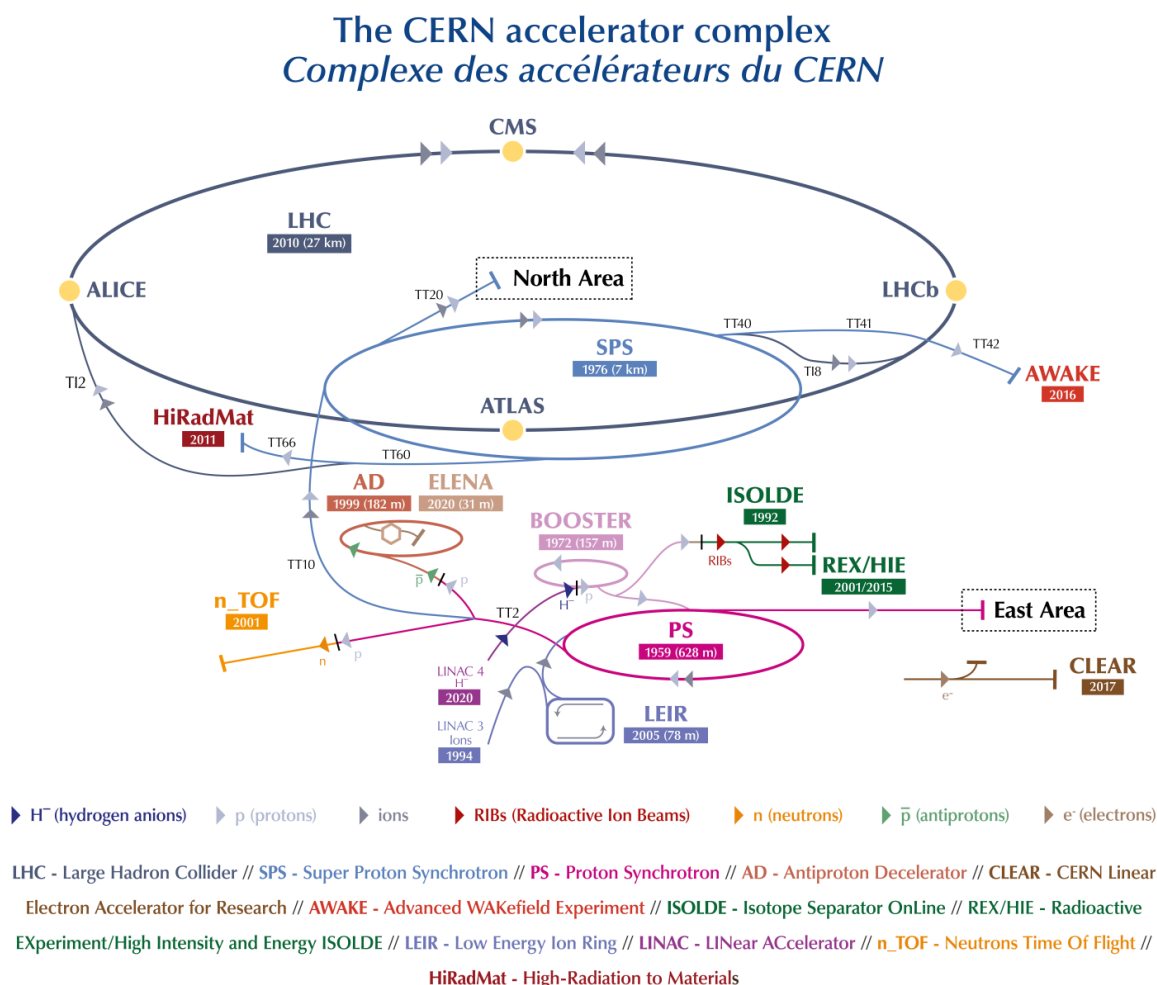 The CERN accelerator complex
Complexe des accélérateurs du CERN
CMS
LHC
2010 (27 km)
North Area
TT20
ALICE
LHCb
TT40
TT41
TT42
SPS
1976 (7 km)
TI8
AWAKE
2016
TI2
ATLAS
HiRadMat
2011
TT66
TT60
AD
1999 (182 m)
ELENA
2020 (31 m)
ISOLDE
1992
BOOSTER
1972 (157 m)
RIBs
REX/HIE
2001/2015
TT10
p̅
p
H⁻
p
n_TOF
2001
TT2
East Area
PS
1959 (628 m)
n
p
LINAC 4
H⁻
2020
CLEAR
2017
e⁻
LEIR
2005 (78 m)
LINAC 3
Ions
1994
H⁻ (hydrogen anions)
p (protons)
ions
RIBs (Radioactive Ion Beams)
n (neutrons)
p̅ (antiprotons)
e⁻ (electrons)
LHC - Large Hadron Collider // SPS - Super Proton Synchrotron // PS - Proton Synchrotron // AD - Antiproton Decelerator // CLEAR - CERN Linear
Electron Accelerator for Research // AWAKE - Advanced WAKefield Experiment // ISOLDE - Isotope Separator OnLine // REX/HIE - Radioactive
EXperiment/High Intensity and Energy ISOLDE // LEIR - Low Energy Ion Ring // LINAC - LINear ACcelerator // n_TOF - Neutrons Time Of Flight //
HiRadMat - High-Radiation to Materials